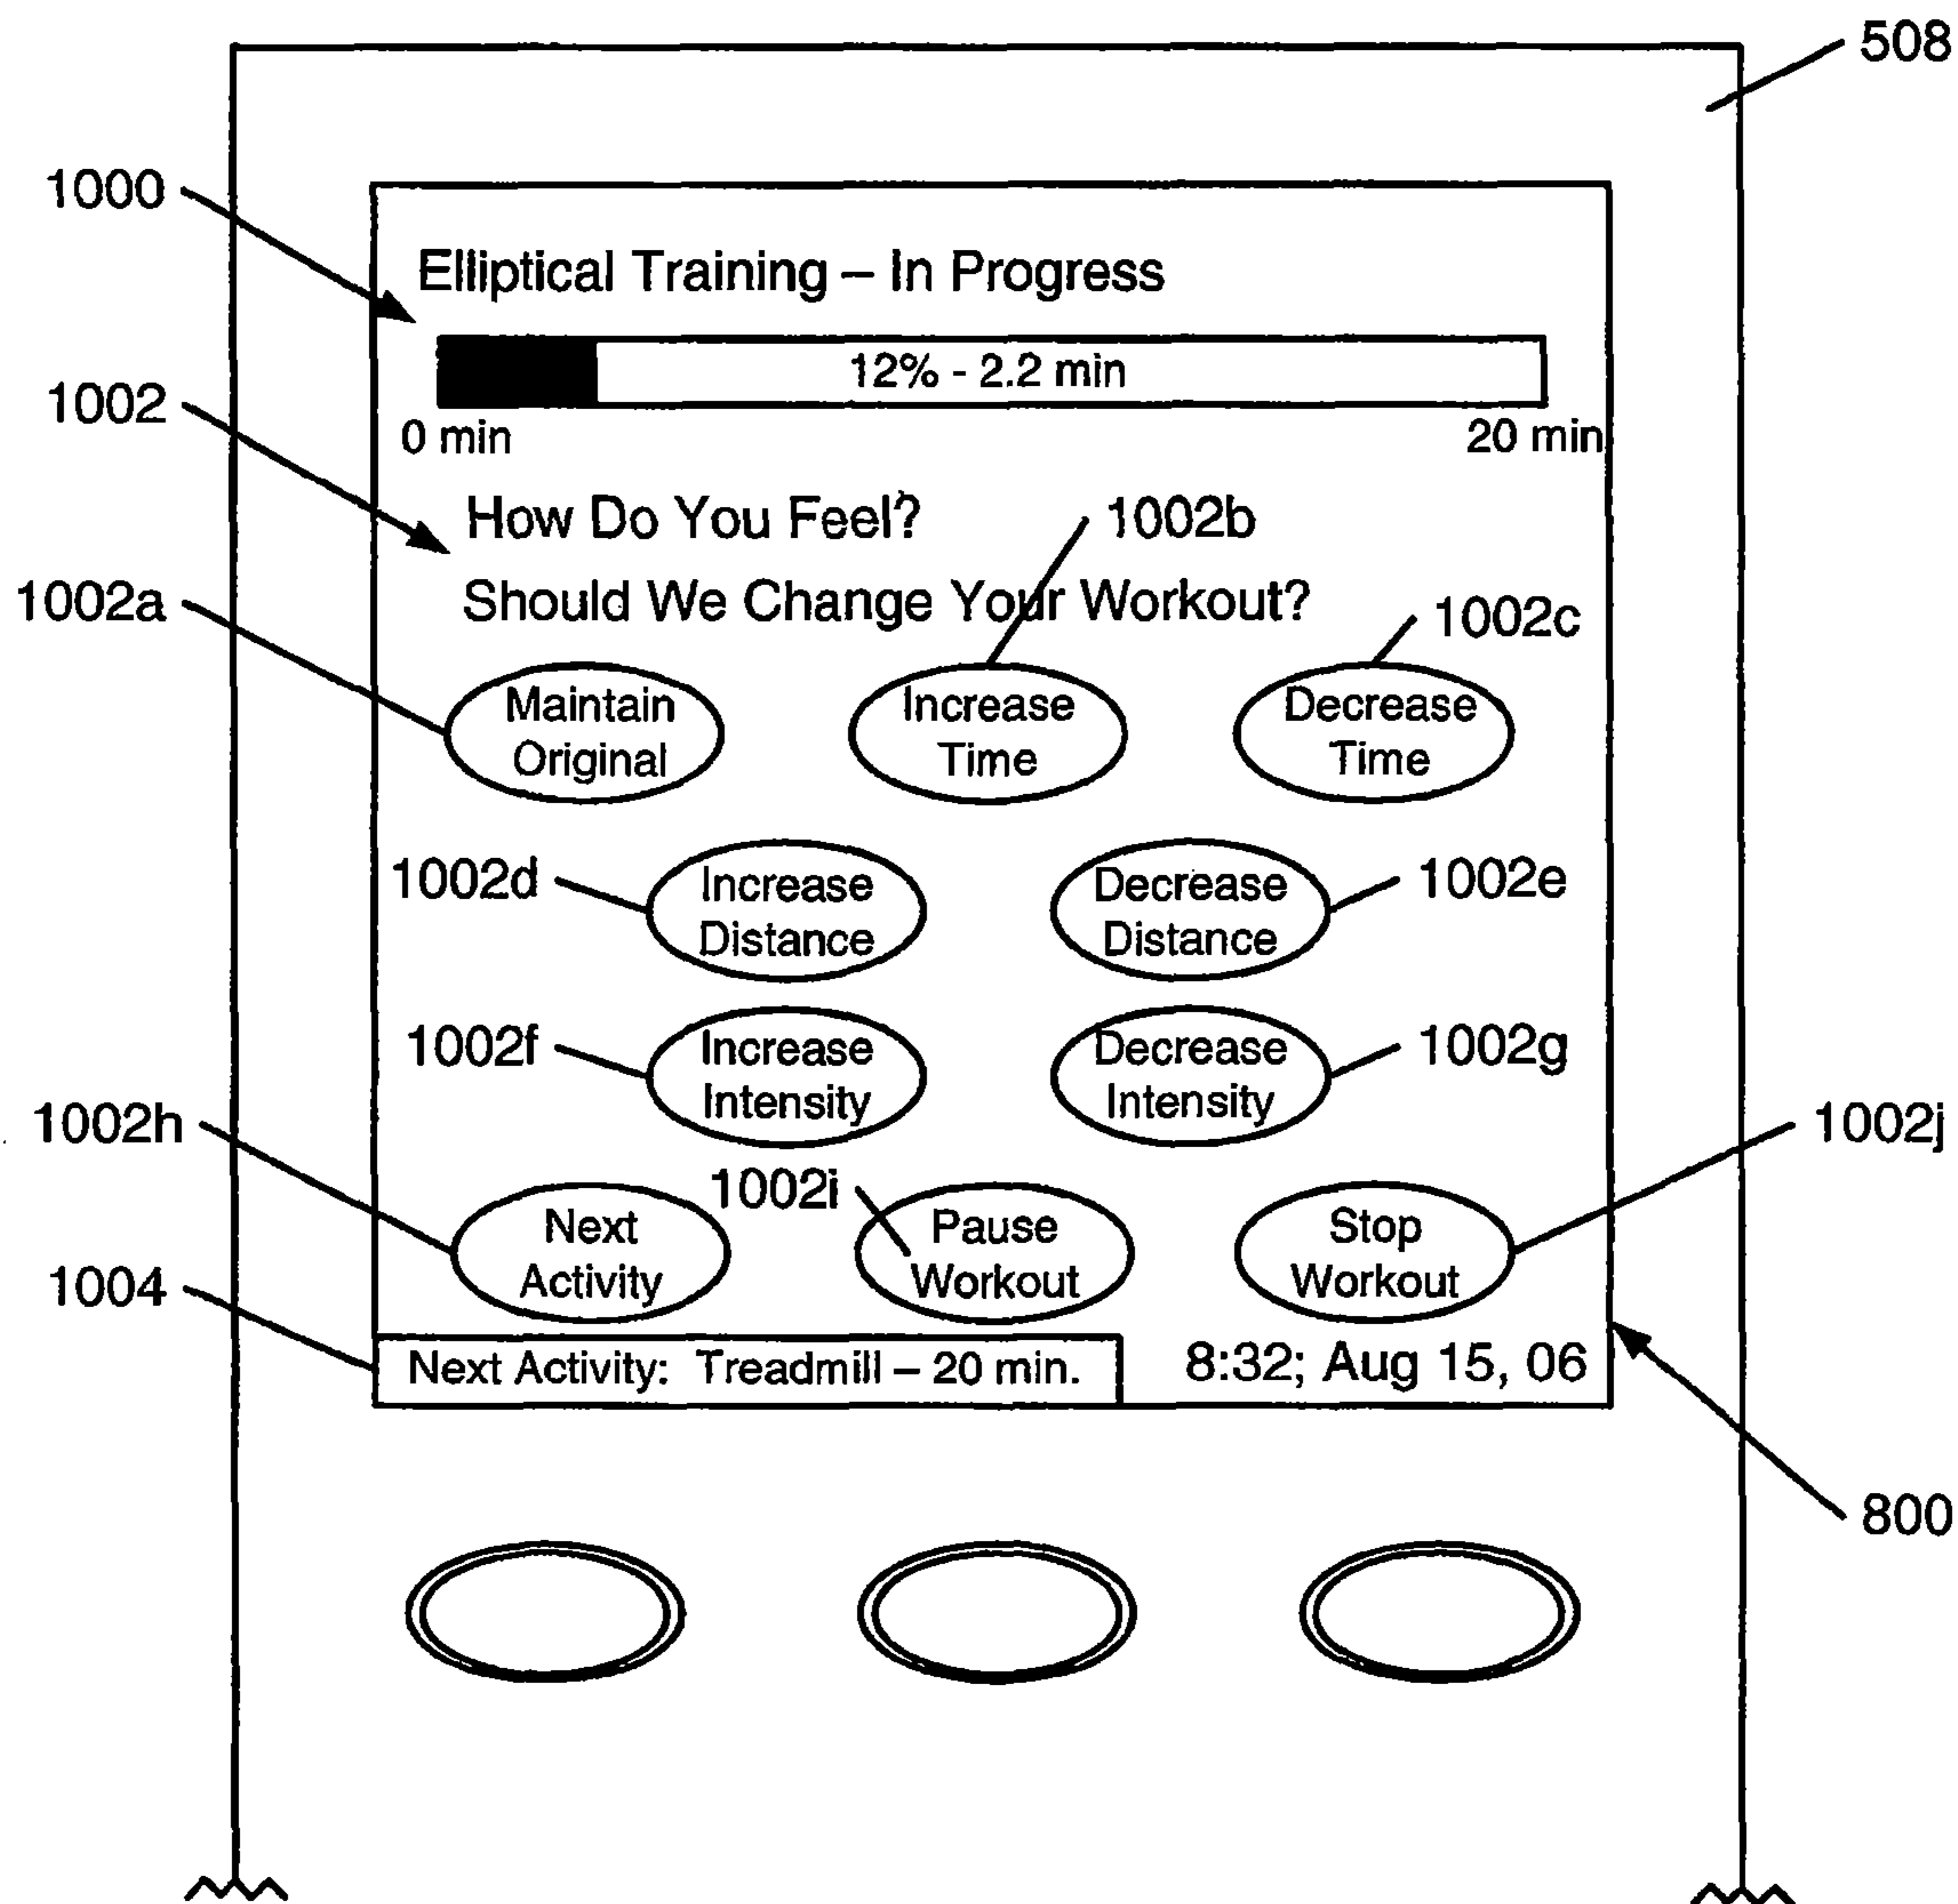 508
1000
Elliptical Training – In Progress
12% - 2.2 min
0 min 20 min
1002
How Do You Feel?
1002b
1002a
Should We Change Your Workout?
1002c
Maintain Original
Increase Time
Decrease Time
1002d
Increase Distance
Decrease Distance
1002e
1002f
Increase Intensity
Decrease Intensity
1002g
1002h
1002j
1002i
Next Activity
Pause Workout
Stop Workout
1004
Next Activity: Treadmill – 20 min.
8:32; Aug 15, 06
800